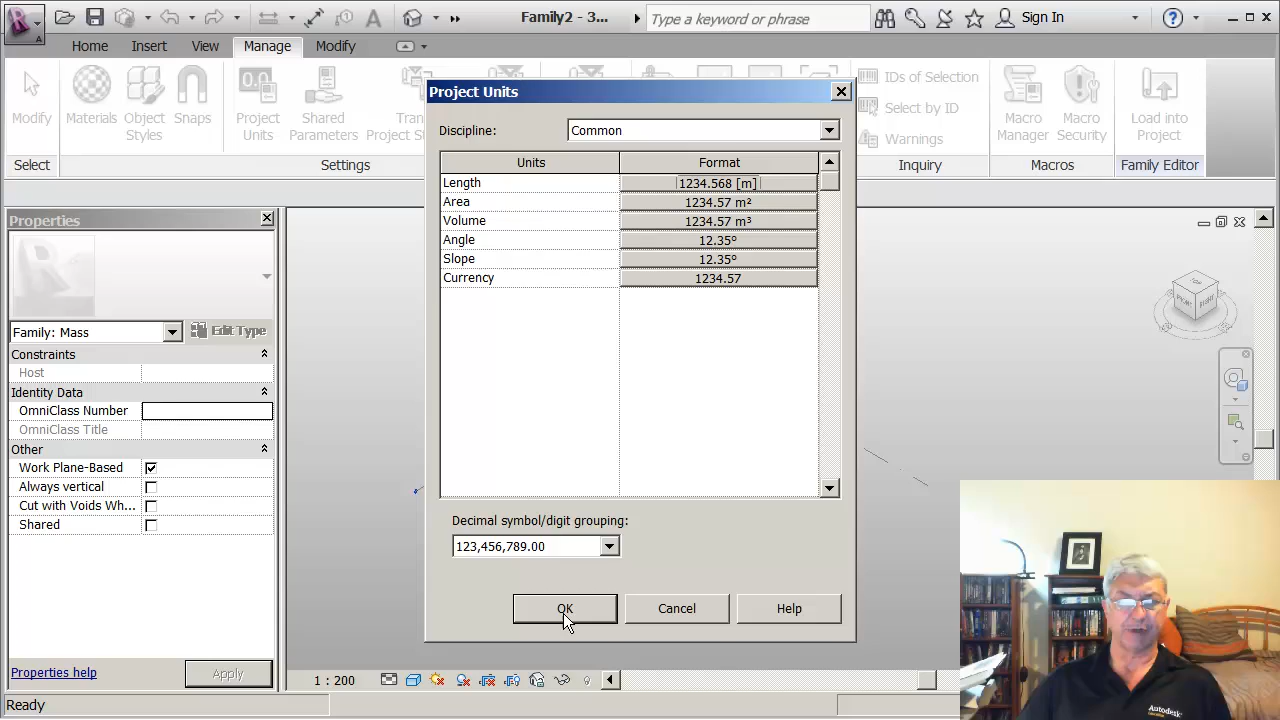 Family2 - 3...
Type a keyword or phrase
Sign In
Home
Insert
View
Manage
Modify
Modify
Materials
Object
Styles
Snaps
Project
Units
Shared
Parameters
Project
IDs of Selection
Select by ID
Warnings
Macro
Manager
Macro
Security
Load into
Project
Select
Settings
Inquiry
Macros
Family Editor
Project Units
Discipline:
Common
Units
Format
Length
1234.568 [m]
Area
1234.57 m²
Volume
1234.57 m³
Angle
12.35°
Slope
12.35°
Currency
1234.57
Decimal symbol/digit grouping:
123,456,789.00
OK
Cancel
Help
Properties
Family: Mass
Edit Type
Constraints
Host
Identity Data
OmniClass Number
OmniClass Title
Other
Work Plane-Based
Always vertical
Cut with Voids Wh...
Shared
Properties help
Apply
1 : 200
Ready
Autodesk